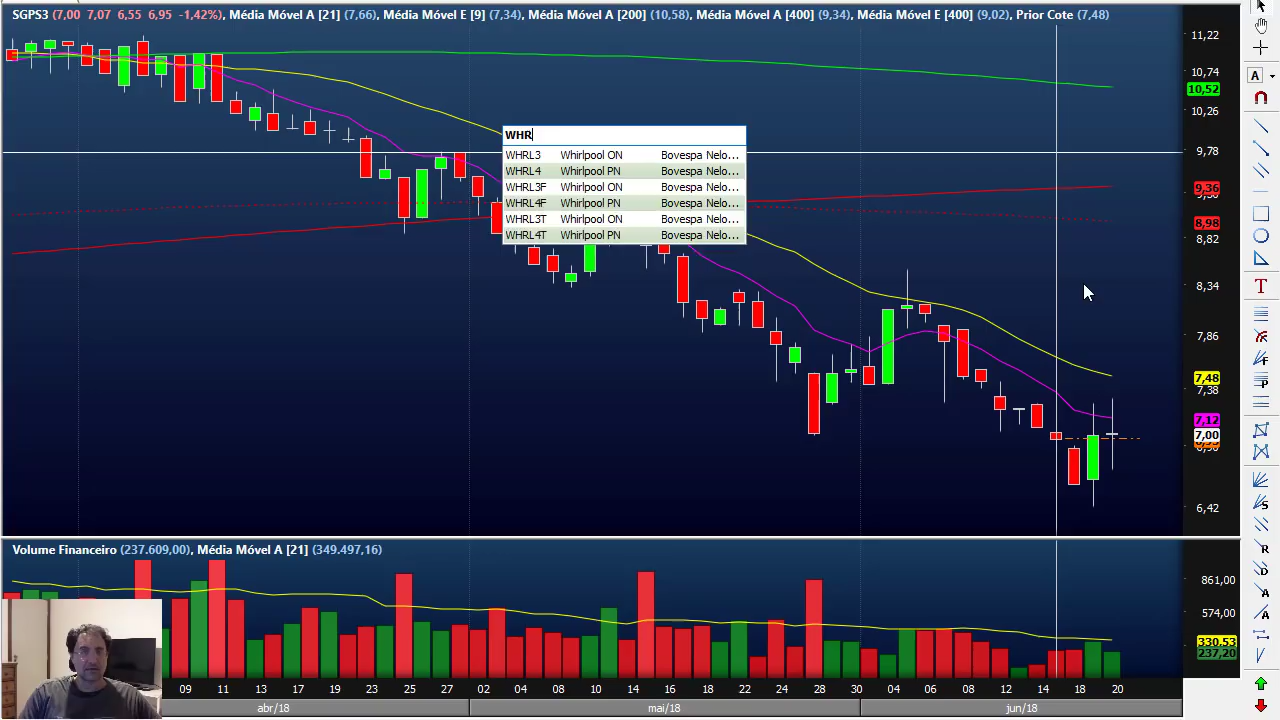 SGPS3 (7,00 7,07 6,55 6,95 -1,42%), Média Móvel A [21] (7,66), Média Móvel E [9] (7,34), Média Móvel A [200] (10,58), Média Móvel A [400] (9,34), Média Móvel E [400] (9,02), Prior Cote (7,48)
11,22
10,74
10,52
10,26
9,78
9,36
9,30
8,98
8,82
8,34
7,86
7,48
7,38
7,12
7,00
6,42
WHR
WHRL3 Whirlpool ON Bovespa Nelo...
WHRL4 Whirlpool PN Bovespa Nelo...
WHRL3F Whirlpool ON Bovespa Nelo...
WHRL4F Whirlpool PN Bovespa Nelo...
WHRL3T Whirlpool ON Bovespa Nelo...
WHRL4T Whirlpool PN Bovespa Nelo...
Volume Financeiro (237.609,00), Média Móvel A [21] (349.497,16)
861,00
574,00
330,53
237,20
09 11 13 17 19 23 25 27 02 04 08 10 14 16 18 22 24 28 30 04 06 08 12 14 18 20
abr/18 mai/18 jun/18
A
T
F
P
S
R
D
A
A